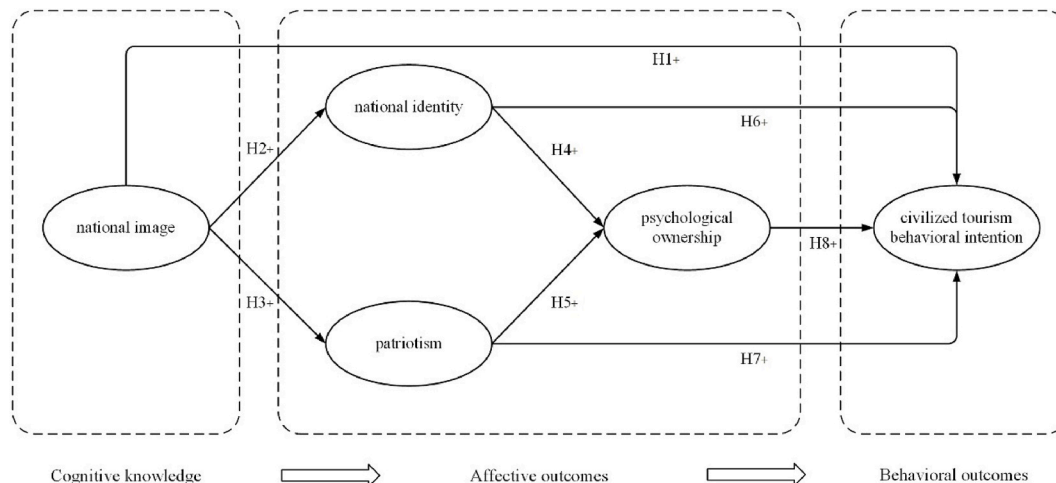 H1+
national identity
H6+
H2+
H4+
national image
psychological
ownership
civilized tourism
behavioral intention
H8+
H3+
H5+
patriotism
H7+
Cognitive knowledge
Affective outcomes
Behavioral outcomes